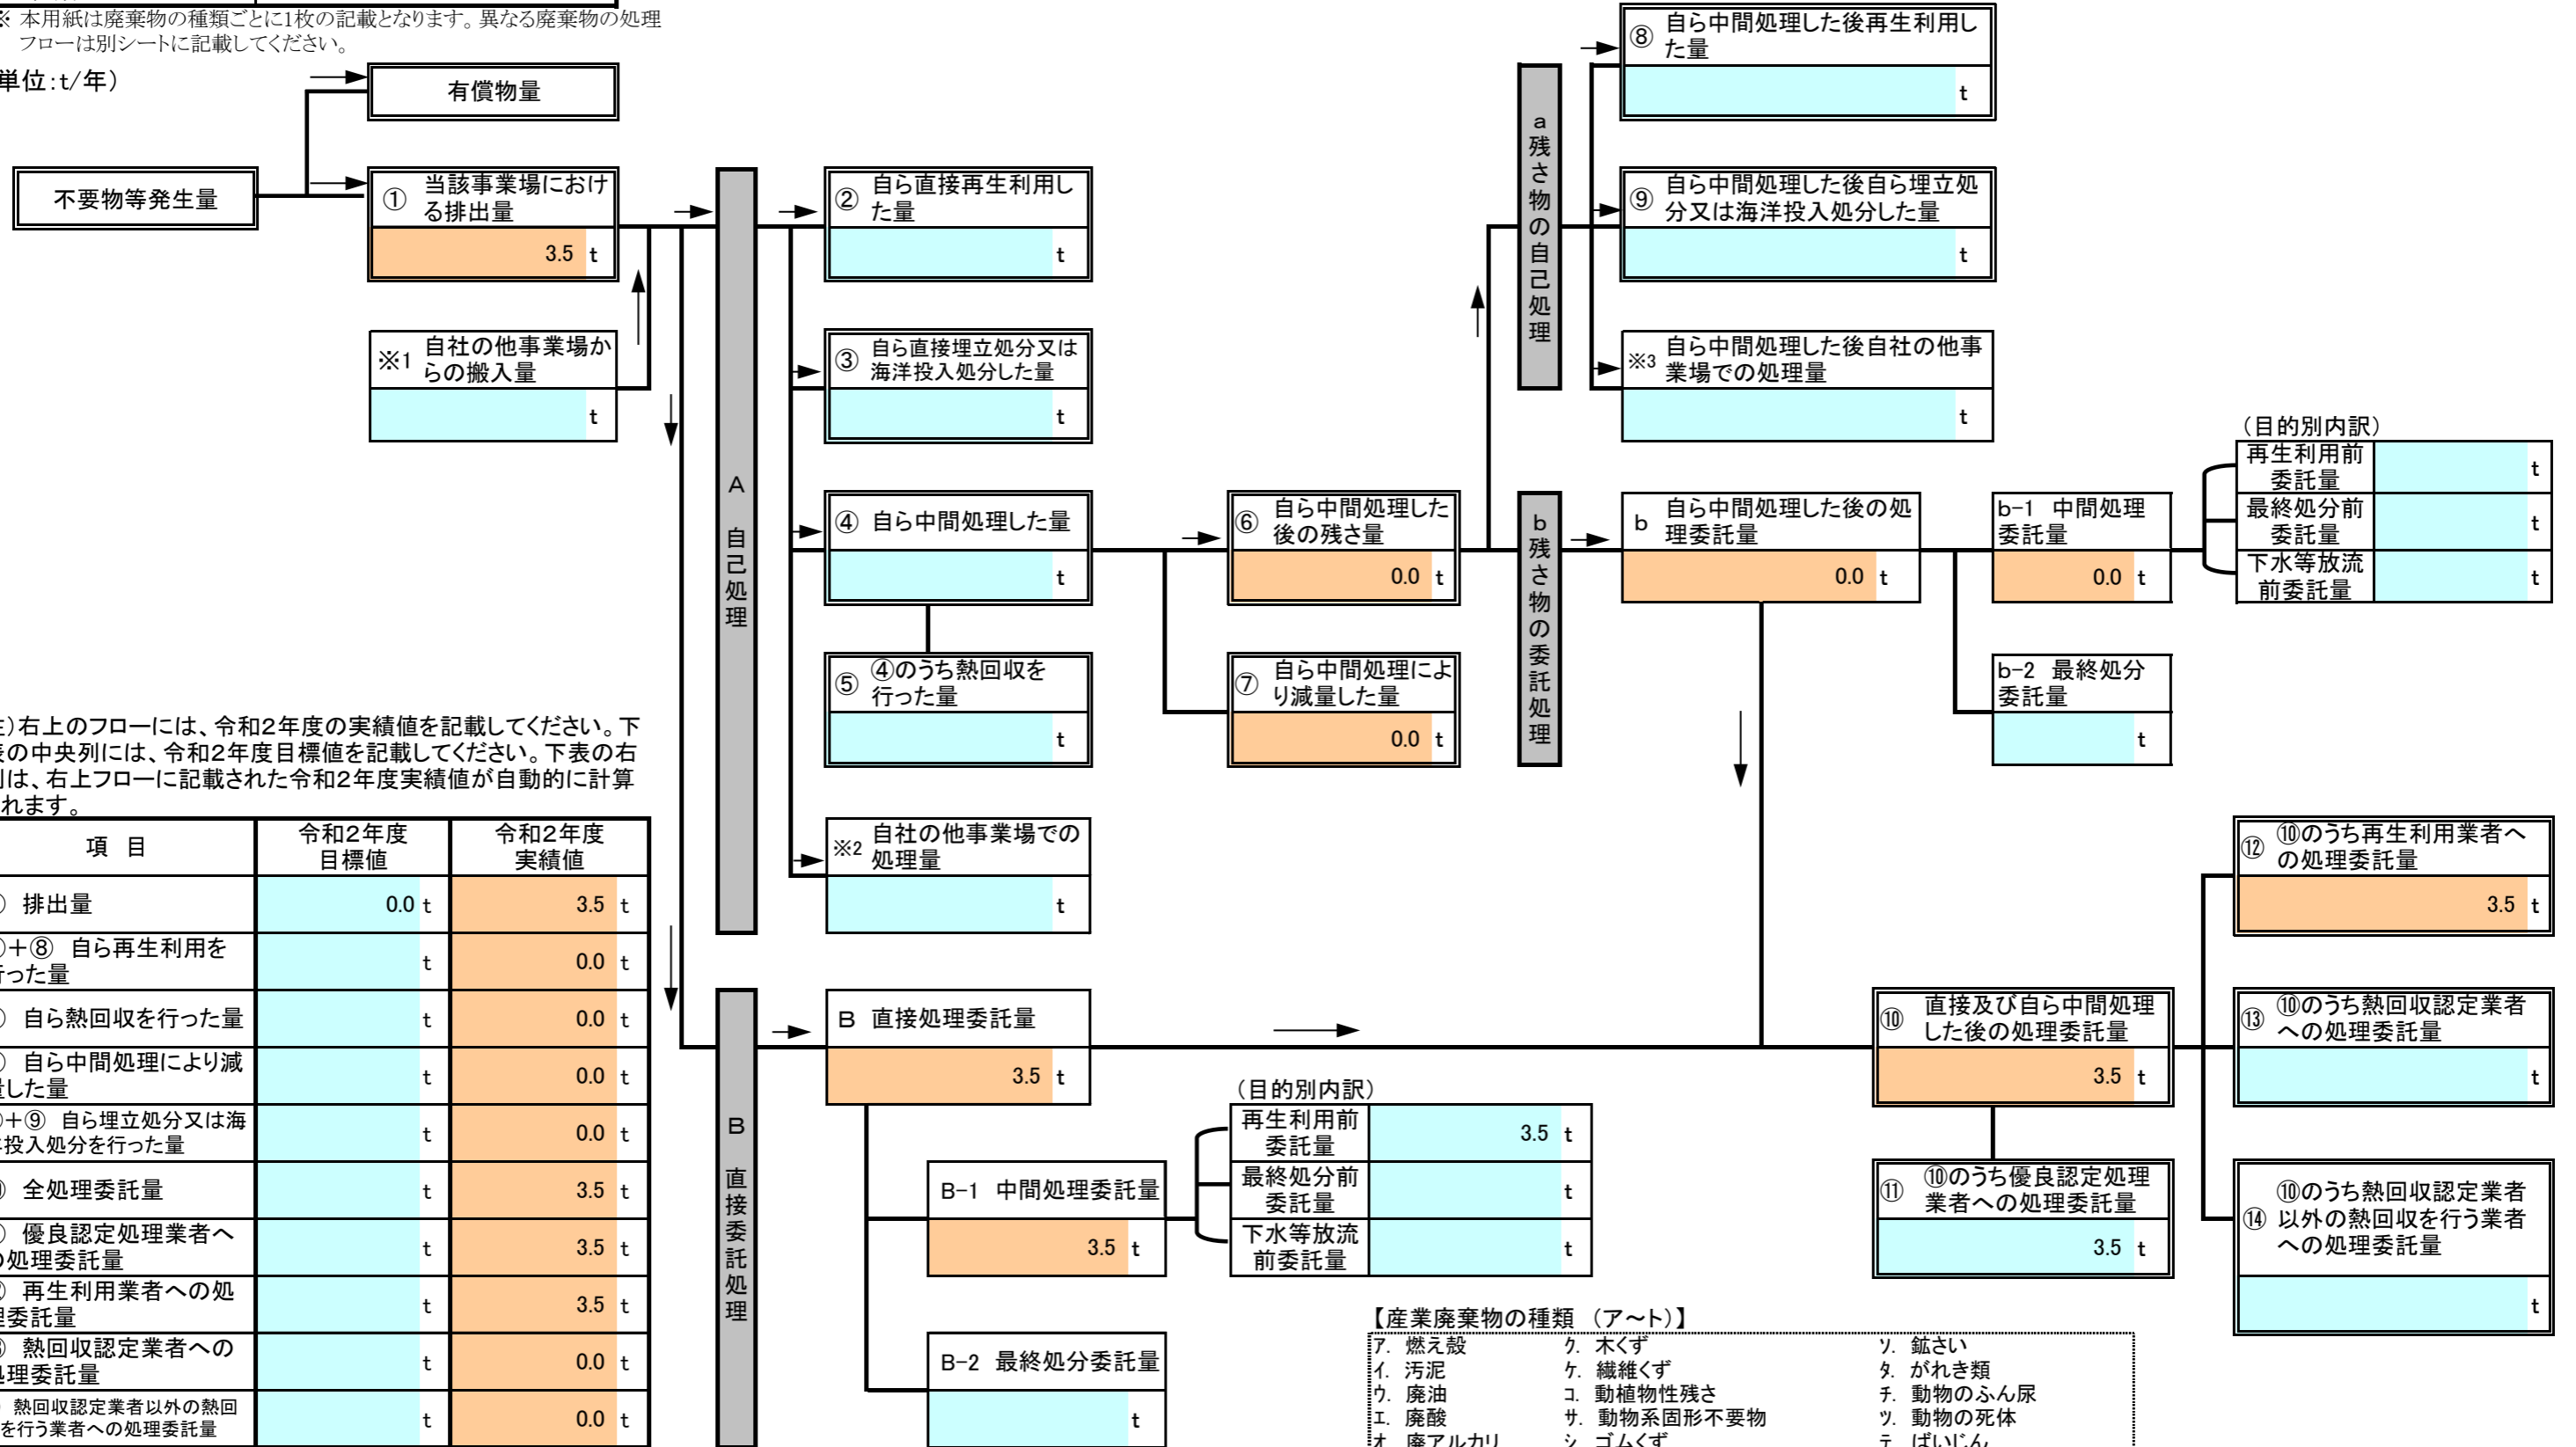 ※ 本用紙は廃棄物の種類ごとに1枚の記載となります。異なる廃棄物の処理
フローは別シートに記載してください。
単位:t/年)
有償物量
不要物等発生量
① 当該事業場におけ
る排出量
3.5 t
※1 自社の他事業場か
らの搬入量
t
A 自己処理
② 自ら直接再生利用し
た量
t
③ 自ら直接埋立処分又は
海洋投入処分した量
t
④ 自ら中間処理した量
t
⑤ ④のうち熱回収を
行った量
t
※2 自社の他事業場での
処理量
t
⑥ 自ら中間処理した
後の残さ量
0.0 t
⑦ 自ら中間処理によ
り減量した量
0.0 t
a 残さ物の自己処理
⑧ 自ら中間処理した後再生利用し
た量
t
⑨ 自ら中間処理した後自ら埋立処
分又は海洋投入処分した量
t
※3 自ら中間処理した後自社の他事
業場での処理量
t
b 残さ物の委託処理
b 自ら中間処理した後の処
理委託量
0.0 t
b-1 中間処理
委託量
0.0 t
b-2 最終処分
委託量
t
(目的別内訳)
再生利用前
委託量
t
最終処分前
委託量
t
下水等放流
前委託量
t
)右上のフローには、令和2年度の実績値を記載してください。下
の中央列には、令和2年度目標値を記載してください。下表の右
は、右上フローに記載された令和2年度実績値が自動的に計算
れます。
項 目
令和2年度
目標値
令和2年度
実績値
排出量 0.0 t 3.5 t
+⑧ 自ら再生利用を
った量
t 0.0 t
自ら熱回収を行った量 t 0.0 t
自ら中間処理により減
した量
t 0.0 t
+⑨ 自ら埋立処分又は海
投入処分を行った量
t 0.0 t
全処理委託量 t 3.5 t
優良認定処理業者へ
処理委託量
t 3.5 t
再生利用業者への処
委託量
t 3.5 t
熱回収認定業者への
理委託量
t 0.0 t
熱回収認定業者以外の熱回
を行う業者への処理委託量
t 0.0 t
B 直接委託処理
B 直接処理委託量
3.5 t
B-1 中間処理委託量
3.5 t
B-2 最終処分委託量
t
(目的別内訳)
再生利用前
委託量
3.5 t
最終処分前
委託量
t
下水等放流
前委託量
t
⑩ 直接及び自ら中間処理
した後の処理委託量
3.5 t
⑪ ⑩のうち優良認定処理
業者への処理委託量
3.5 t
⑫ ⑩のうち再生利用業者へ
の処理委託量
3.5 t
⑬ ⑩のうち熱回収認定業者
への処理委託量
t
⑭ ⑩のうち熱回収認定業者
以外の熱回収を行う業者
への処理委託量
t
【産業廃棄物の種類 (ア~ト)】
ア. 燃え殻 ク. 木くず ソ. 鉱さい
イ. 汚泥 ケ. 繊維くず タ. がれき類
ウ. 廃油 コ. 動植物性残さ チ. 動物のふん尿
エ. 廃酸 サ. 動物系固形不要物 ツ. 動物の死体
オ. 廃アルカリ シ. ゴムくず テ. ばいじん